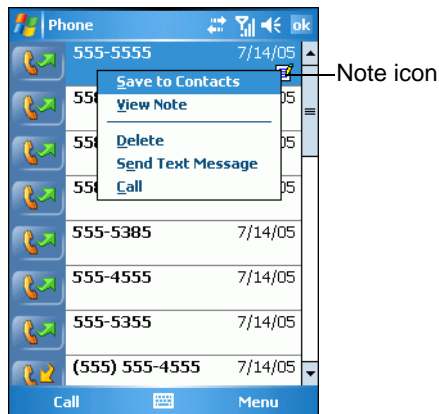 Phone ok
555-5555 7/14/05
Note icon
Save to Contacts
View Note
Delete
Send Text Message
Call
555-5385 7/14/05
555-4555 7/14/05
555-5355 7/14/05
(555) 555-4555 7/14/05
Call Menu